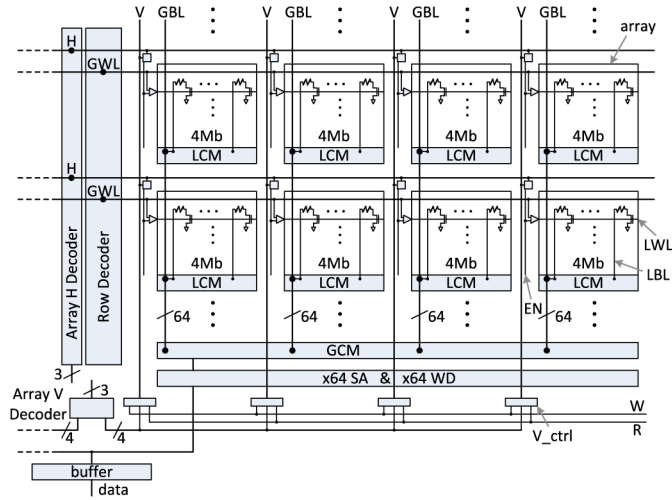 V GBL V GBL V GBL V GBL
array
H
GWL
4Mb 4Mb 4Mb 4Mb
LCM LCM LCM LCM
H
GWL
LWL
4Mb 4Mb 4Mb 4Mb
LBL
LCM LCM LCM LCM
EN
64 64 64 64
Array H Decoder
Row Decoder
GCM
3
x64 SA & x64 WD
Array V
Decoder
3
W
R
4 4
V_ctrl
buffer
data